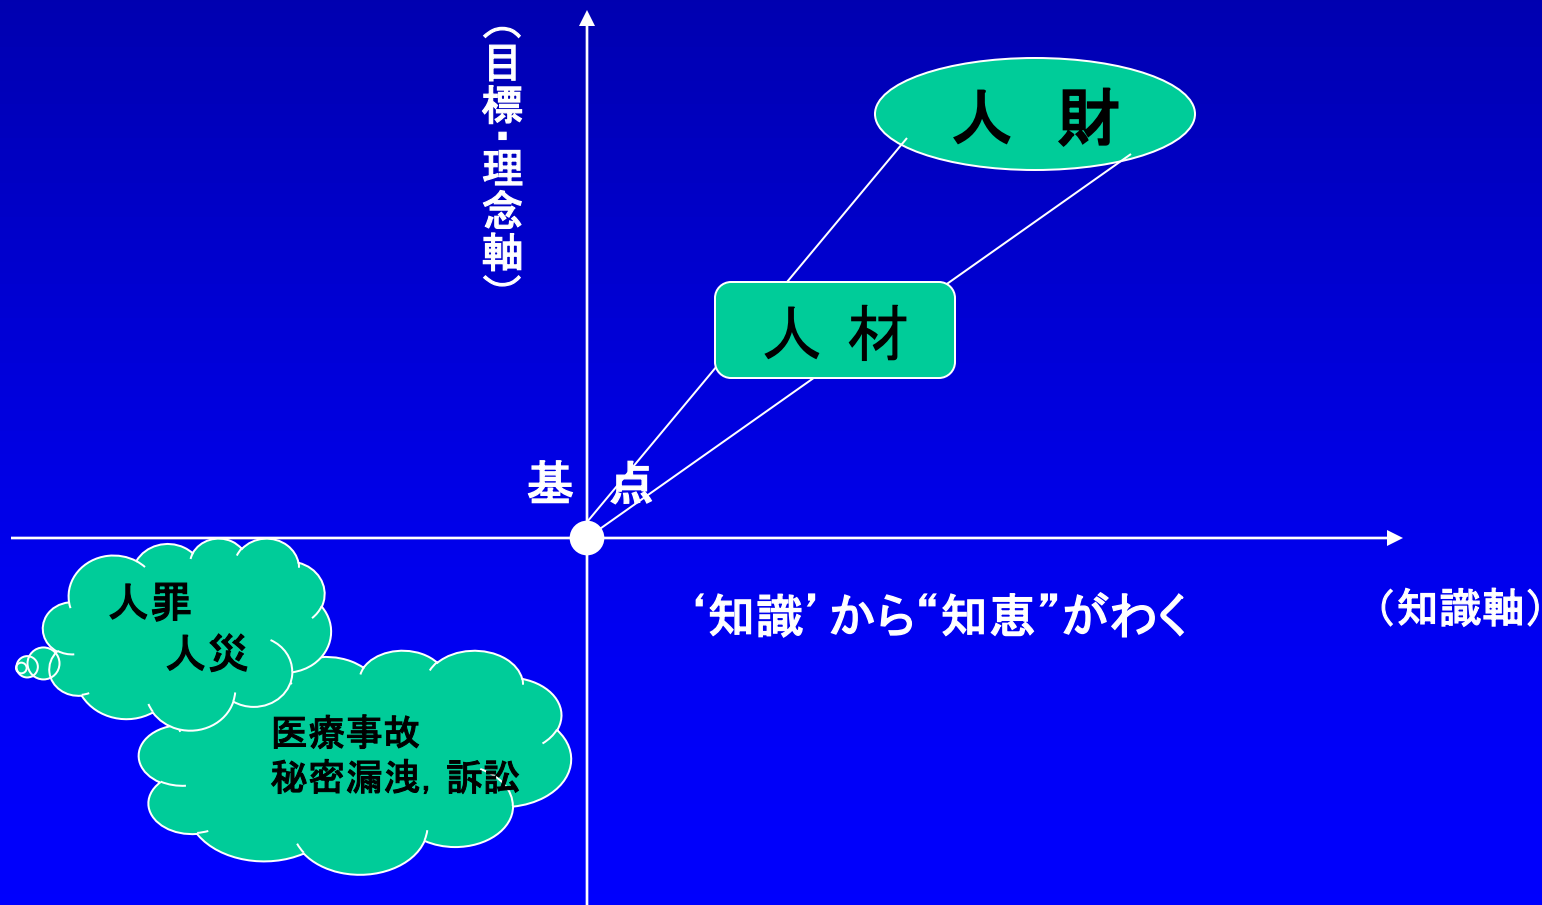 （目標・理念軸）
人　財
人 材
基　点
‘知識’から“知恵”がわく
（知識軸）
人罪
人災
医療事故
秘密漏洩，訴訟